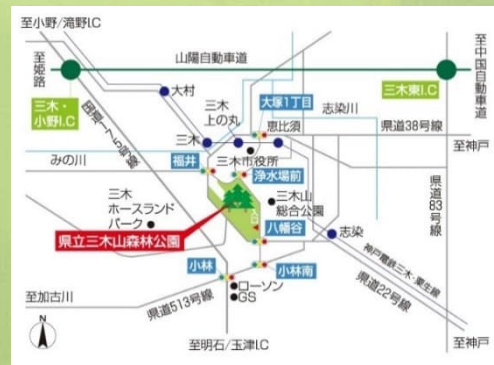 至小野/滝野I.C
至姫路
山陽自動車道
至中国自動車道
三木・
小野I.C
大村
三木
上の丸
大塚1丁目
志染川
三木東I.C
国道175号線
三木
恵比須
県道38号線
三木市役所
至神戸
みの川
福井
浄水場前
三木
ホースランド
パーク
三木山
総合公園
県道83号線
県立三木山森林公園
八幡谷
志染
神戸電鉄三木・粟生線
小林
小林南
県道22号線
至加古川
県道513号線
ローソン
GS
N
至明石/玉津I.C
至神戸